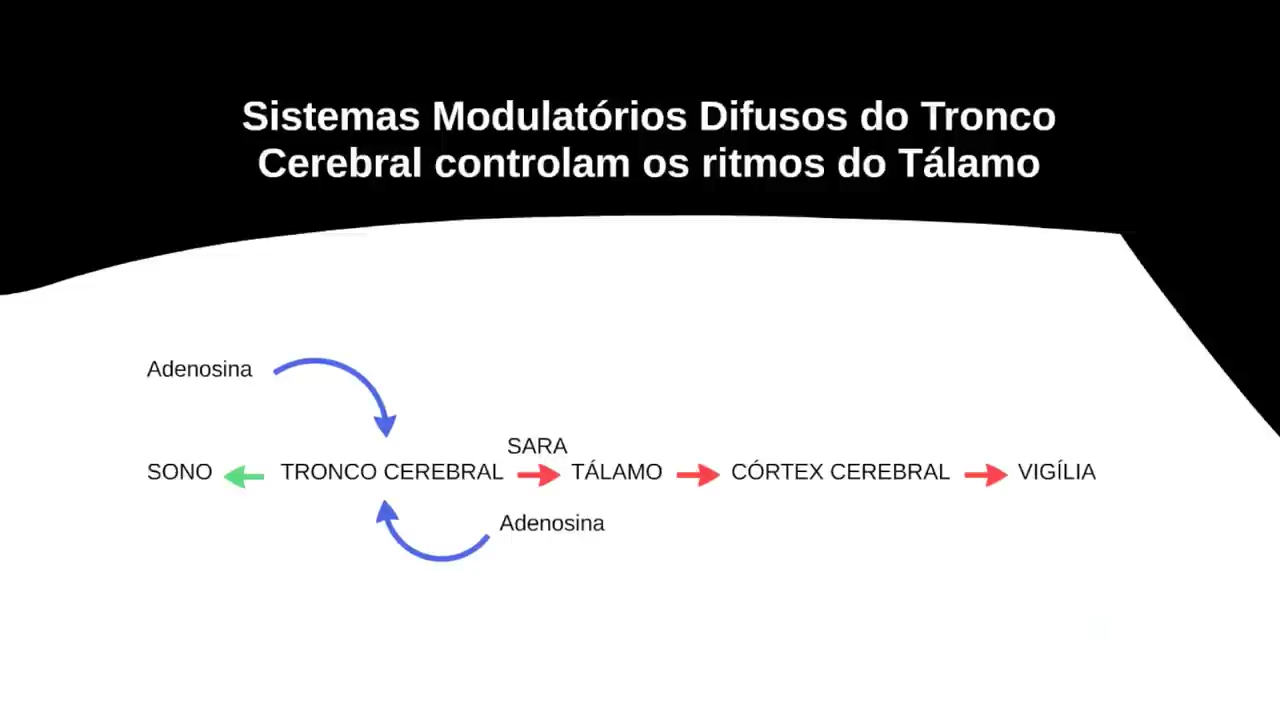 Sistemas Modulatórios Difusos do Tronco
Cerebral controlam os ritmos do Tálamo
Adenosina
SARA
SONO TRONCO CEREBRAL TÁLAMO CÓRTEX CEREBRAL VIGÍLIA
Adenosina